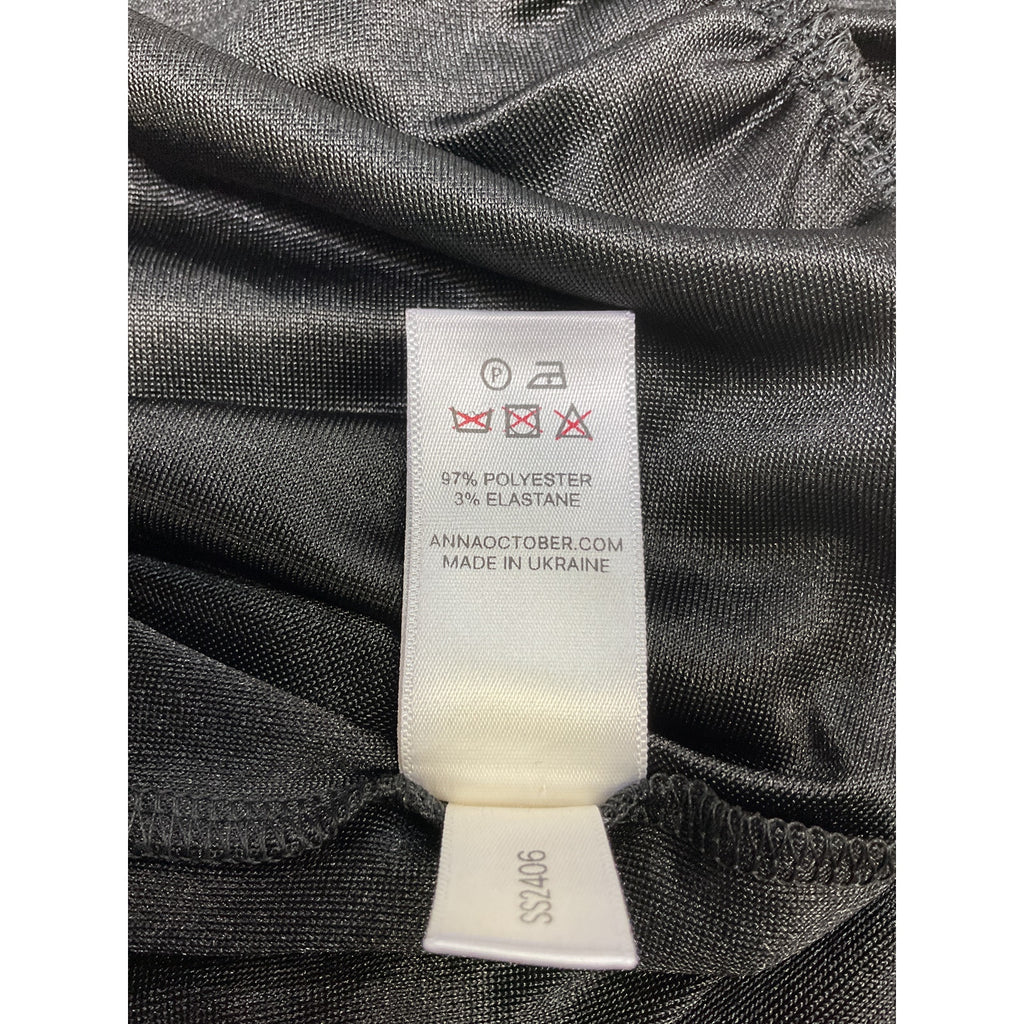 P
97% POLYESTER
3% ELASTANE
ANNAOCTOBER.COM
MADE IN UKRAINE
SS2406